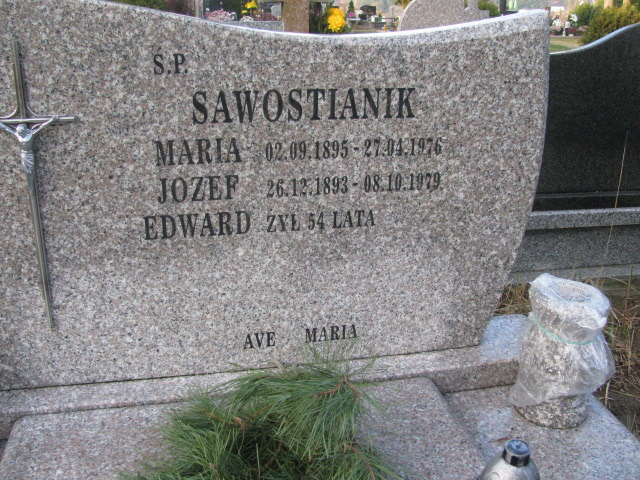 Ś.P.
SAWOSTIANIK
MARIA 02.09.1895 - 27.04.1976
JOZEF 26.12.1893 - 08.10.1979
EDWARD ŻYŁ 54 LATA
AVE MARIA